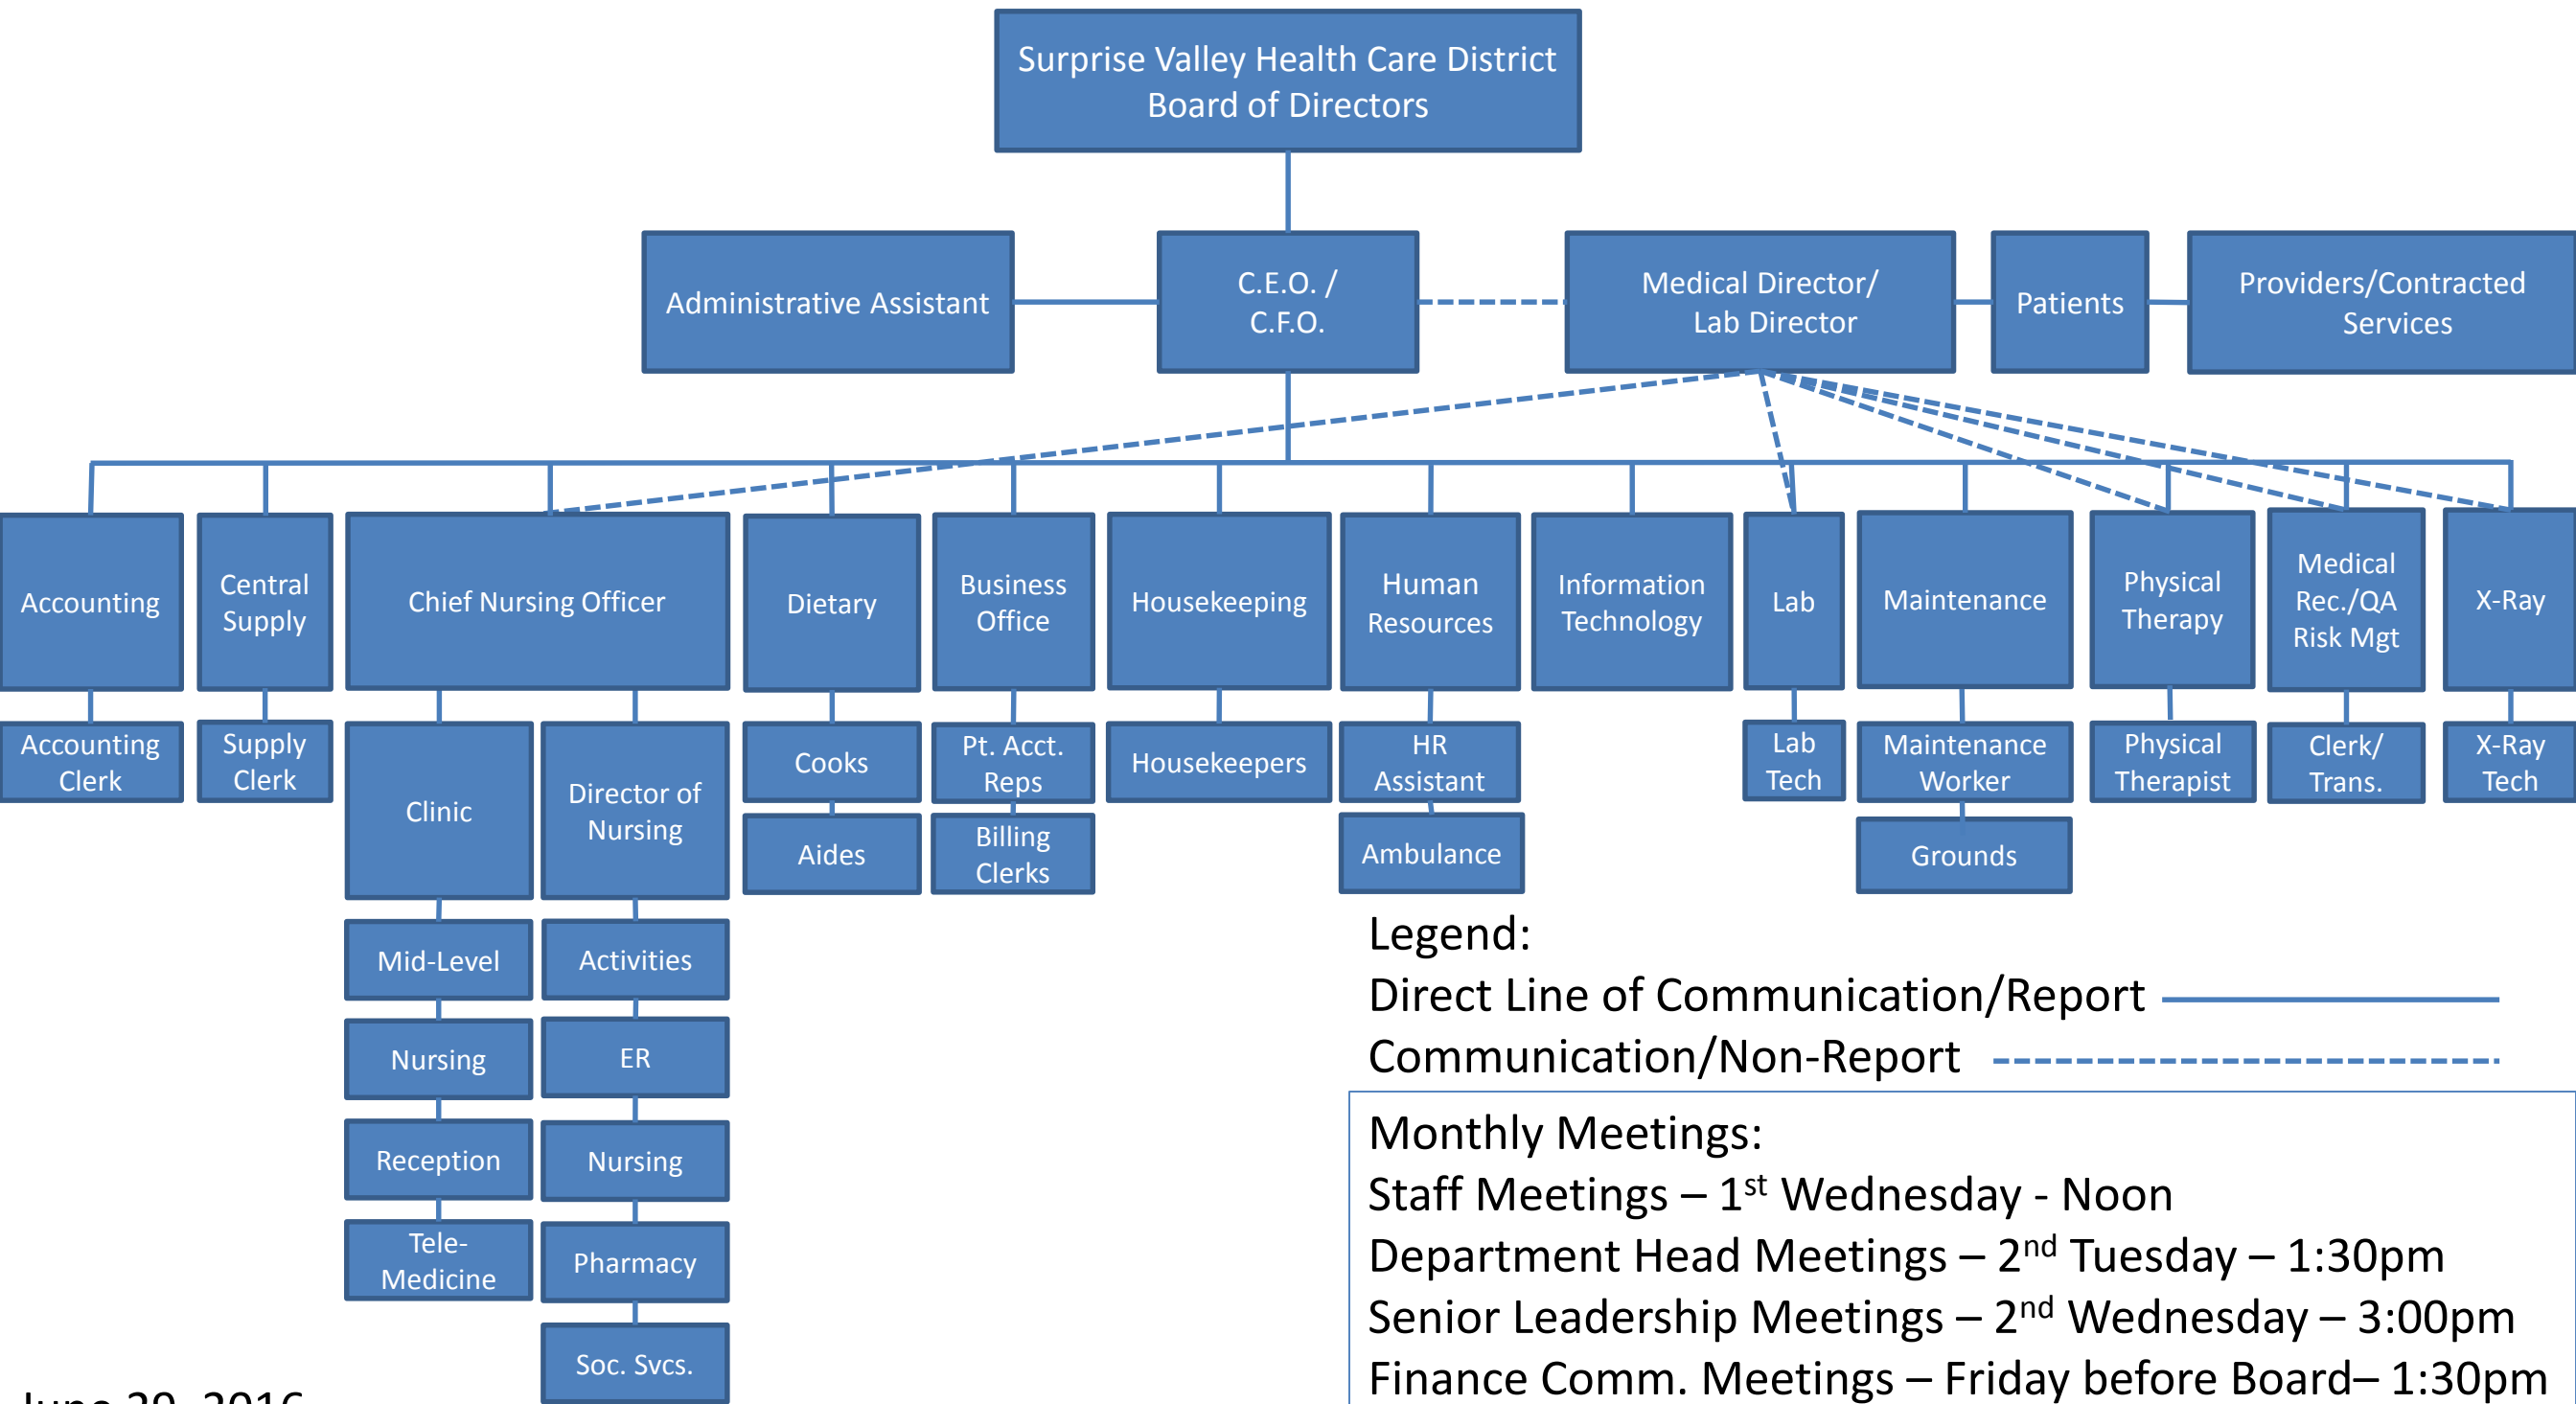 Surprise Valley Health Care District
Board of Directors
Administrative Assistant
C.E.O. /
C.F.O.
Medical Director/
Lab Director
Patients
Providers/Contracted
Services
Accounting
Central
Supply
Chief Nursing Officer
Dietary
Business
Office
Housekeeping
Human
Resources
Information
Technology
Lab
Maintenance
Physical
Therapy
Medical
Rec./QA
Risk Mgt
X-Ray
Accounting
Clerk
Supply
Clerk
Clinic
Director of
Nursing
Cooks
Pt. Acct.
Reps
Housekeepers
HR
Assistant
Lab
Tech
Maintenance
Worker
Physical
Therapist
Clerk/
Trans.
X-Ray
Tech
Aides
Billing
Clerks
Ambulance
Grounds
Mid-Level
Activities
Nursing
ER
Reception
Nursing
Tele-
Medicine
Pharmacy
Soc. Svcs.
Legend:
Direct Line of Communication/Report
Communication/Non-Report
Monthly Meetings:
Staff Meetings – 1st Wednesday - Noon
Department Head Meetings – 2nd Tuesday – 1:30pm
Senior Leadership Meetings – 2nd Wednesday – 3:00pm
Finance Comm. Meetings – Friday before Board– 1:30pm
June 29, 2016